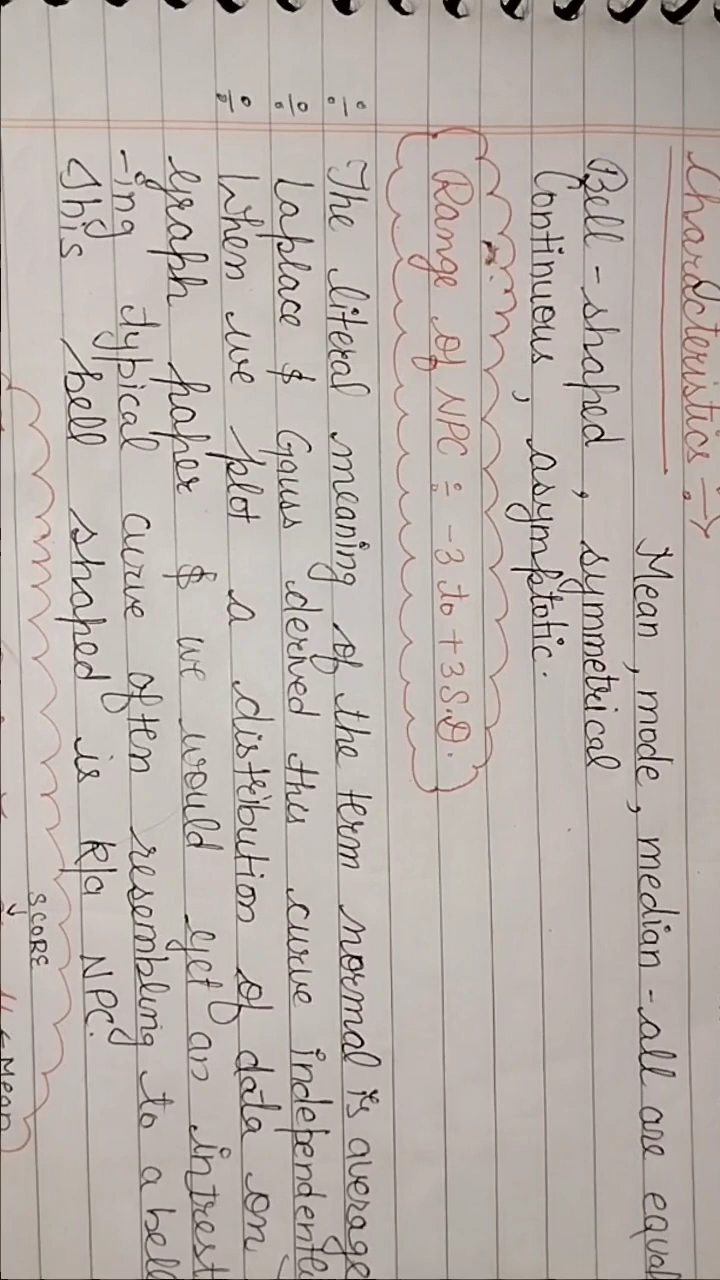 Characteristics :→
Mean, mode, median - all are equal
Bell - shaped, symmetrical
Continuous, asymptotic.
Range of NPC : -3 to +3 S.D.
÷ The literal meaning of the term normal is average
÷ Laplace & Gauss derived this curve independently
÷ When we plot a distribution of data on
graph paper & we would get an intrest
-ing typical curve often resembling to a bell
This bell shaped is k/a NPC.
SCORE
Mean